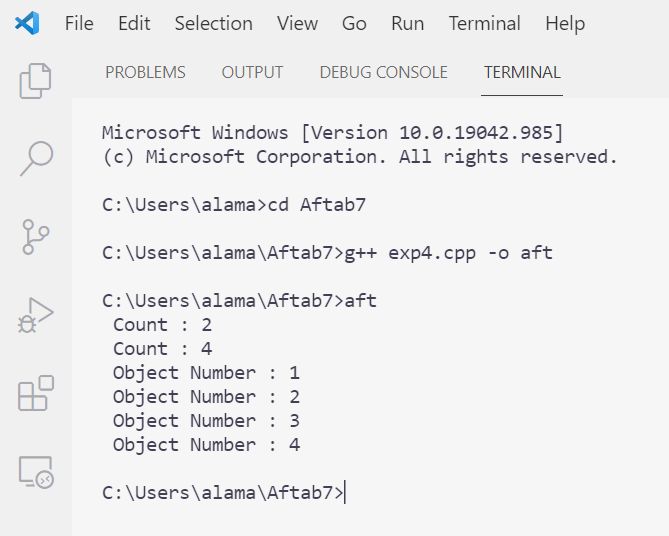 File Edit Selection View Go Run Terminal Help
PROBLEMS OUTPUT DEBUG CONSOLE TERMINAL
Microsoft Windows [Version 10.0.19042.985]
(c) Microsoft Corporation. All rights reserved.
C:\Users\alama>cd Aftab7
C:\Users\alama\Aftab7>g++ exp4.cpp -o aft
C:\Users\alama\Aftab7>aft
Count : 2
Count : 4
Object Number : 1
Object Number : 2
Object Number : 3
Object Number : 4
C:\Users\alama\Aftab7>